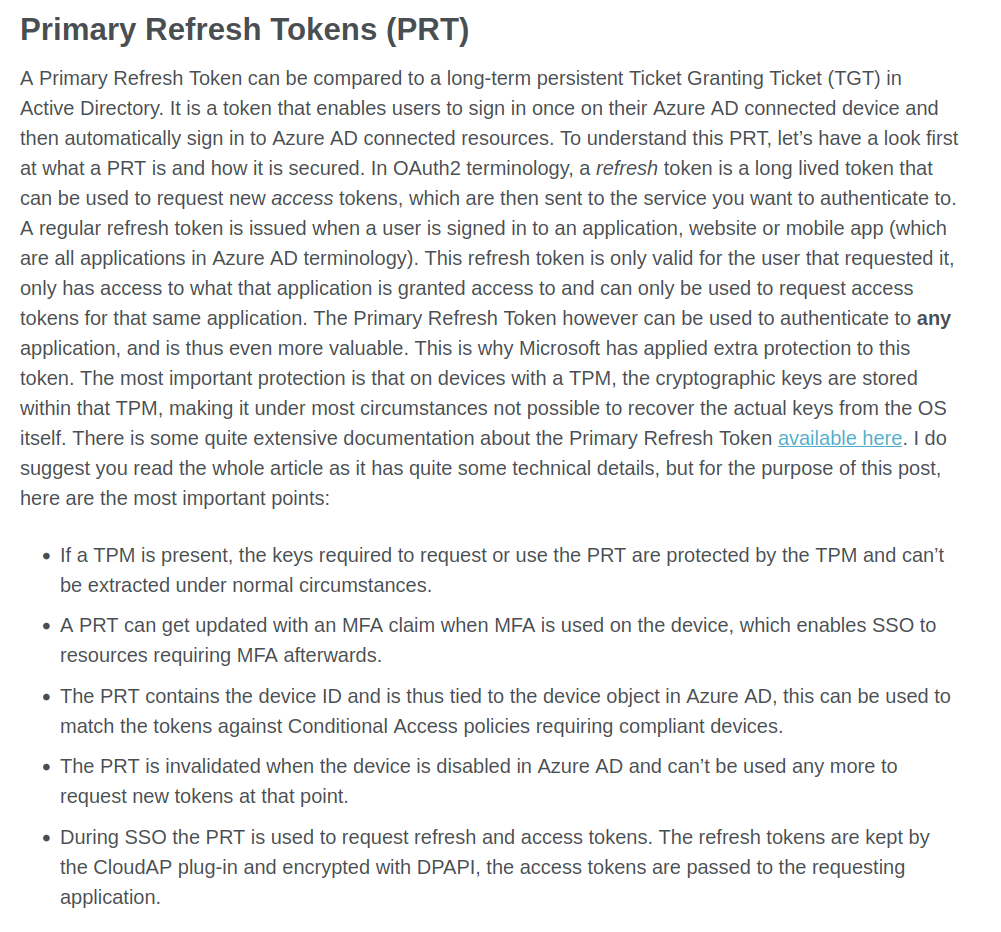 Primary Refresh Tokens (PRT)
A Primary Refresh Token can be compared to a long-term persistent Ticket Granting Ticket (TGT) in
Active Directory. It is a token that enables users to sign in once on their Azure AD connected device and
then automatically sign in to Azure AD connected resources. To understand this PRT, let’s have a look first
at what a PRT is and how it is secured. In OAuth2 terminology, a refresh token is a long lived token that
can be used to request new access tokens, which are then sent to the service you want to authenticate to.
A regular refresh token is issued when a user is signed in to an application, website or mobile app (which
are all applications in Azure AD terminology). This refresh token is only valid for the user that requested it,
only has access to what that application is granted access to and can only be used to request access
tokens for that same application. The Primary Refresh Token however can be used to authenticate to any
application, and is thus even more valuable. This is why Microsoft has applied extra protection to this
token. The most important protection is that on devices with a TPM, the cryptographic keys are stored
within that TPM, making it under most circumstances not possible to recover the actual keys from the OS
itself. There is some quite extensive documentation about the Primary Refresh Token available here. I do
suggest you read the whole article as it has quite some technical details, but for the purpose of this post,
here are the most important points:
• If a TPM is present, the keys required to request or use the PRT are protected by the TPM and can’t
be extracted under normal circumstances.
• A PRT can get updated with an MFA claim when MFA is used on the device, which enables SSO to
resources requiring MFA afterwards.
• The PRT contains the device ID and is thus tied to the device object in Azure AD, this can be used to
match the tokens against Conditional Access policies requiring compliant devices.
• The PRT is invalidated when the device is disabled in Azure AD and can’t be used any more to
request new tokens at that point.
• During SSO the PRT is used to request refresh and access tokens. The refresh tokens are kept by
the CloudAP plug-in and encrypted with DPAPI, the access tokens are passed to the requesting
application.